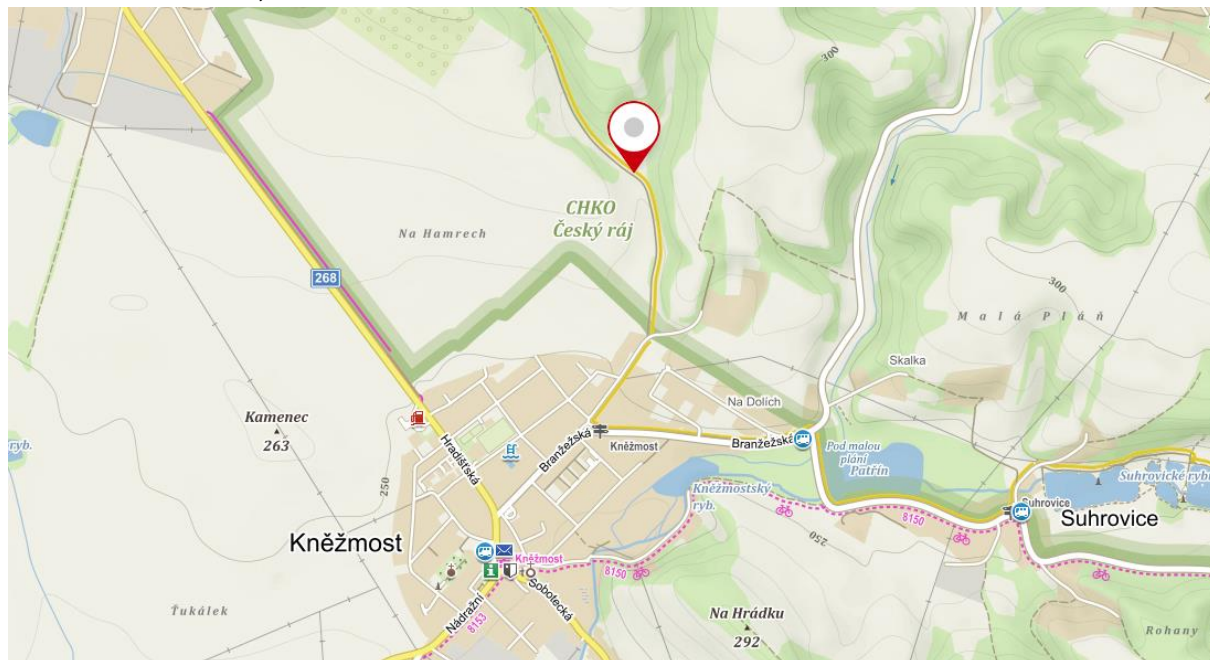 300
CHKO
Český ráj
Na Hamrech
268
300
Malá Pláň
Skalka
Kamenec
263
Na Dolích
Hradišťská
Branžežská
Kněžmost
Branžežská
Pod malou
plání
Patřín
ryb.
250
Kněžmostský
ryb.
Suhrovické ryb
Suhrovice
Suhrovice
8150
250
Kněžmost
Kněžmost
8150
Sobotecká
Nádražní
8153
Ťukálek
Na Hrádku
292
Rohany